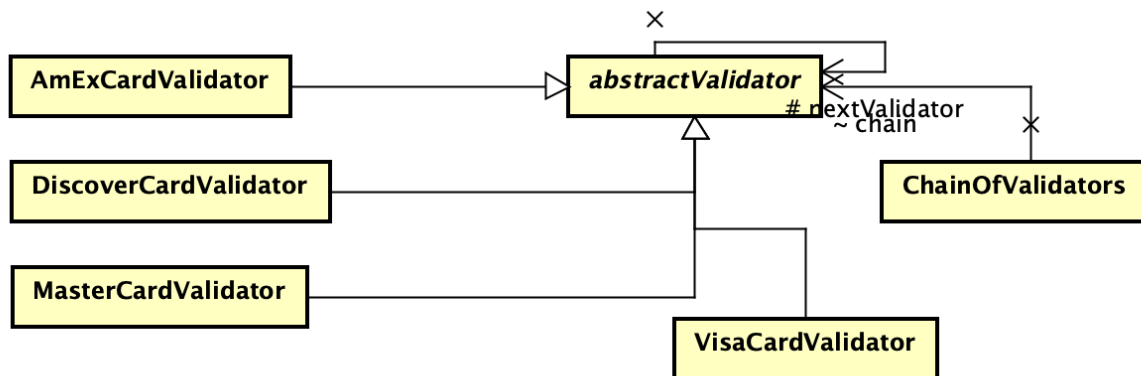 AmExCardValidator
abstractValidator
# nextValidator
~ chain
DiscoverCardValidator
ChainOfValidators
MasterCardValidator
VisaCardValidator